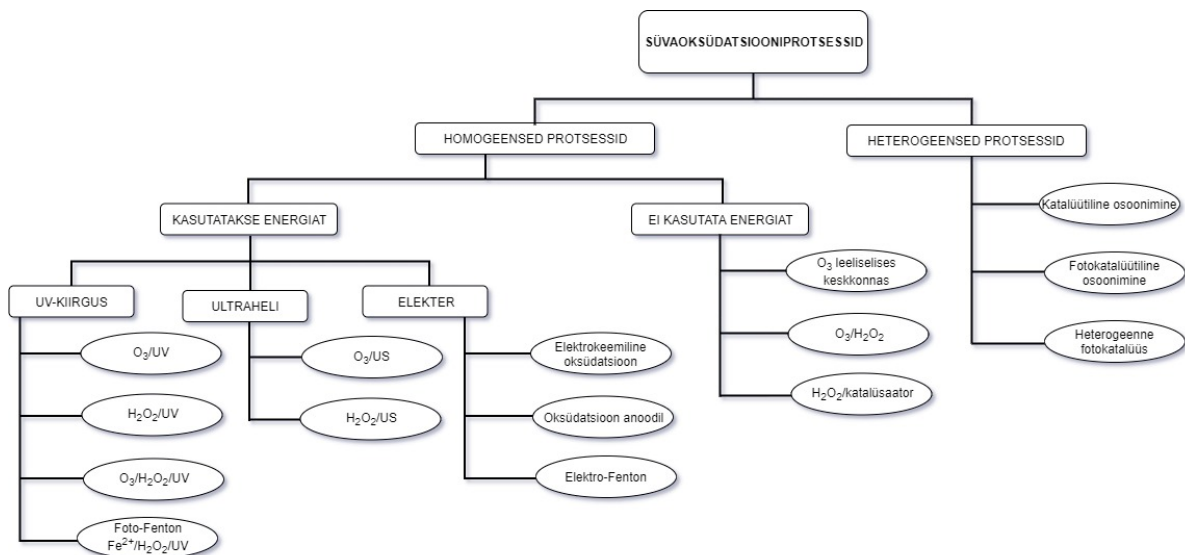 SÜVAOKSÜDATSIOONIPROTSESSID
HOMOGEENSED PROTSESSID
HETEROGEENSED PROTSESSID
KASUTATAKSE ENERGIAT
EI KASUTATA ENERGIAT
UV-KIIRGUS
ULTRAHELI
ELEKTER
O₃/UV
H₂O₂/UV
O₃/H₂O₂/UV
Foto-Fenton
Fe²⁺/H₂O₂/UV
O₃/US
H₂O₂/US
Elektrokeemiline
oksüdatsioon
Oksüdatsioon anoodil
Elektro-Fenton
O₃ leeliselises
keskkonnas
O₃/H₂O₂
H₂O₂/katalüsaator
Katalüütiline osoonimine
Fotokatalüütiline
osoonimine
Heterogeenne
fotokatalüüs